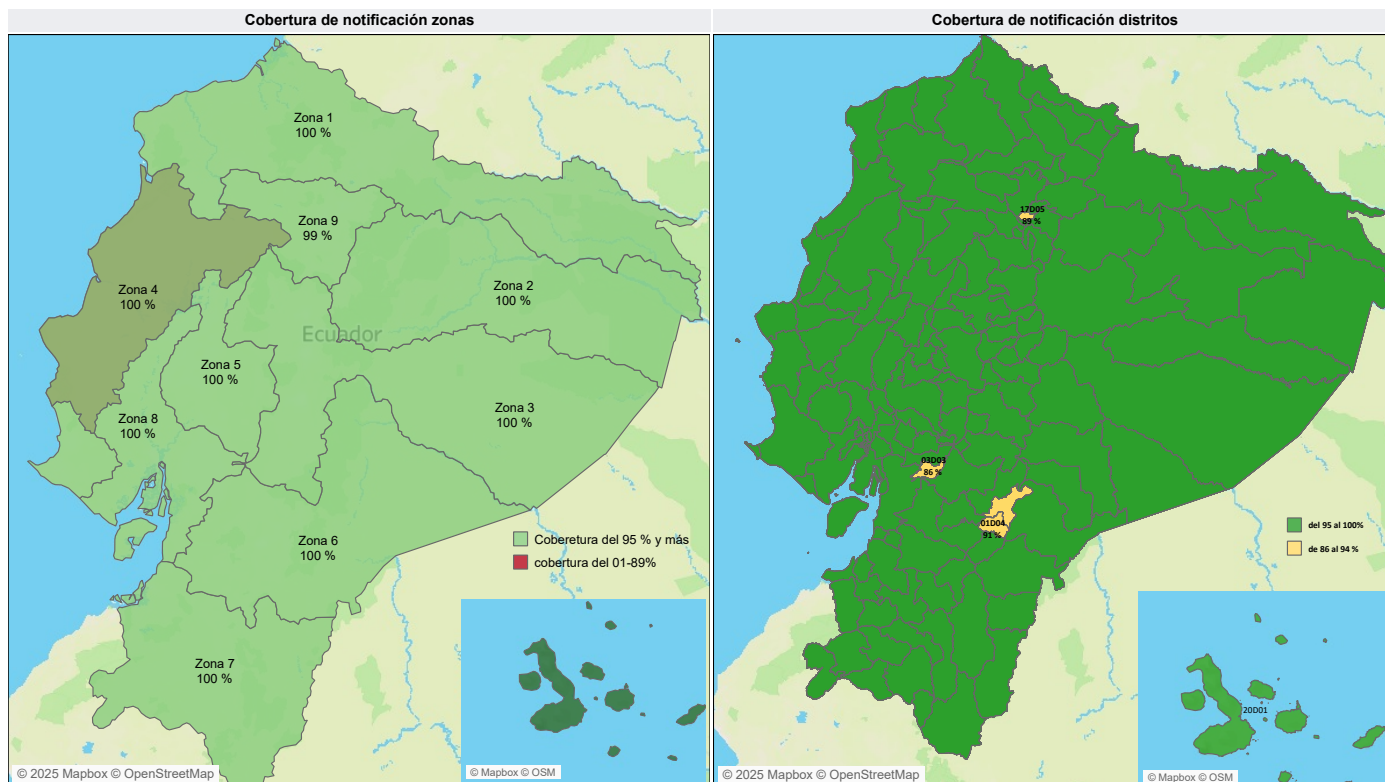 Cobertura de notificación zonas
Zona 1
100 %
Zona 9
99 %
Zona 4
100 %
Zona 2
100 %
Ecuador
Zona 5
100 %
Zona 3
100 %
Zona 8
100 %
Zona 6
100 %
Coberetura del 95 % y más
cobertura del 01-89%
Zona 7
100 %
© 2025 Mapbox © OpenStreetMap
© Mapbox © OSM
Cobertura de notificación distritos
17D05
89 %
03D03
86 %
01D04
91 %
del 95 al 100%
de 86 al 94 %
20D01
© 2025 Mapbox © OpenStreetMap
© Mapbox © OSM